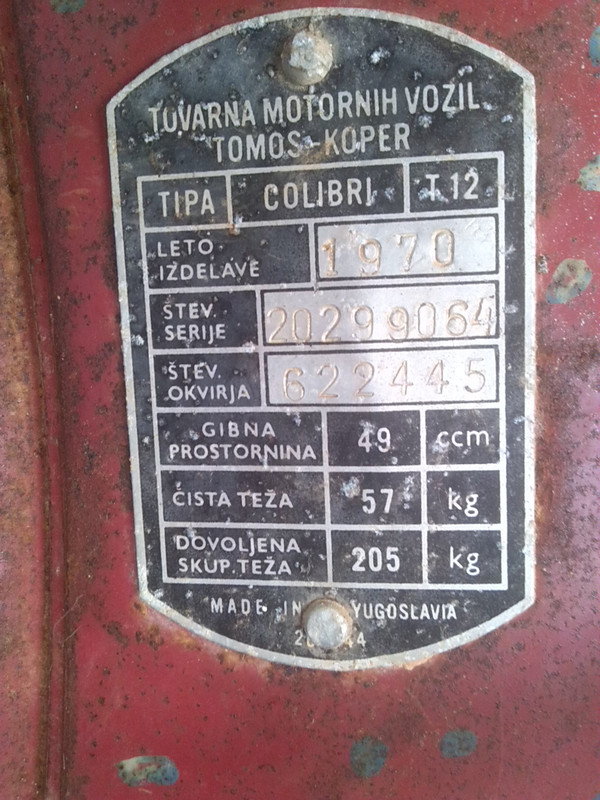 TOVARNA MOTORNIH VOZIL
TOMOS-KOPER
TIPA COLIBRI T.12
LETO IZDELAVE 1970
ŠTEV. SERIJE 20299064
ŠTEV. OKVIRJA 622445
GIBNA PROSTORNINA 49 ccm
ČISTA TEŽA 57 kg
DOVOLJENA SKUP. TEŽA 205 kg
MADE IN YUGOSLAVIA